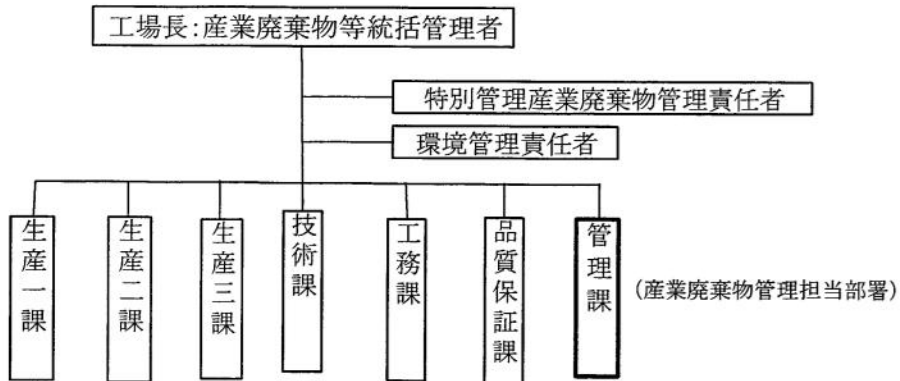 工場長:産業廃棄物等統括管理者
特別管理産業廃棄物管理責任者
環境管理責任者
生産一課
生産二課
生産三課
技術課
工務課
品質保証課
管理課
(産業廃棄物管理担当部署)